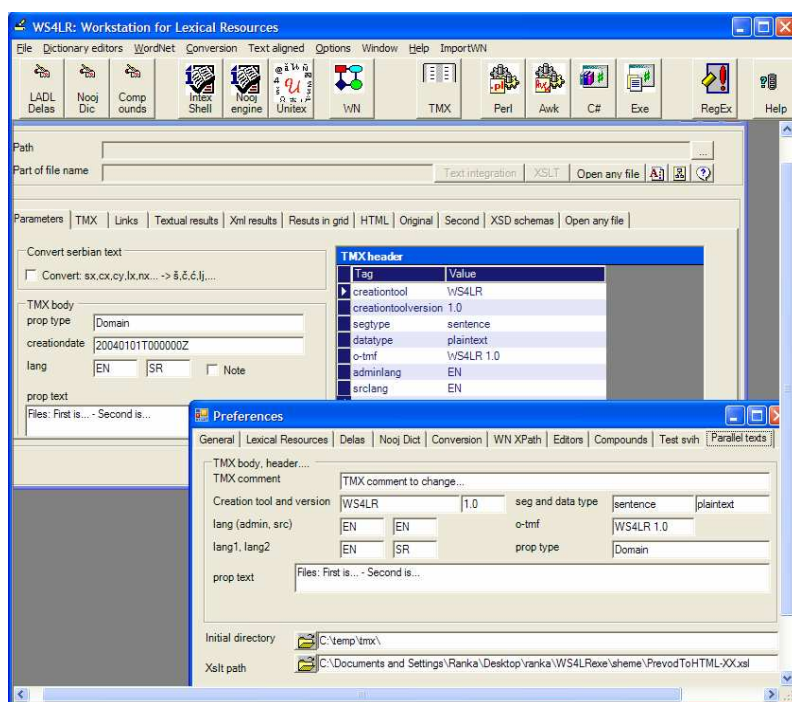 WS4LR: Workstation for Lexical Resources
File Dictionary editors WordNet Conversion Text aligned Options Window Help ImportWN
LADL Delas Nooj Dic Comp ounds Intex Shell Nooj engine Unitex WN TMX Perl Awk C# Exe RegEx Help
Path ...
Part of file name Text integration XSLT Open any file
Parameters TMX Links Textual results Xml results Resuts in grid HTML Original Second XSD schemas Open any file
Convert serbian text
Convert: sx,cx,cy,lx,nx... -> š,č,ć,lj,...
TMX body
prop type Domain
creationdate 20040101T000000Z
lang EN SR Note
prop text
Files: First is... - Second is...
TMX header
Tag Value
creationtool WS4LR
creationtoolversion 1.0
segtype sentence
datatype plaintext
o-tmf WS4LR 1.0
adminlang EN
srclang EN
Preferences
General Lexical Resources Delas Nooj Dict Conversion WN XPath Editors Compounds Test svih Parallel texts
TMX body, header....
TMX comment TMX comment to change...
Creation tool and version WS4LR 1.0 seg and data type sentence plaintext
lang (admin, src) EN EN o-tmf WS4LR 1.0
lang1, lang2 EN SR prop type Domain
prop text Files: First is... - Second is...
Initial directory C:\temp\tmx\
Xslt path C:\Documents and Settings\Ranka\Desktop\ranka\WS4LRexe\sheme\PrevodToHTML-XX.xsl